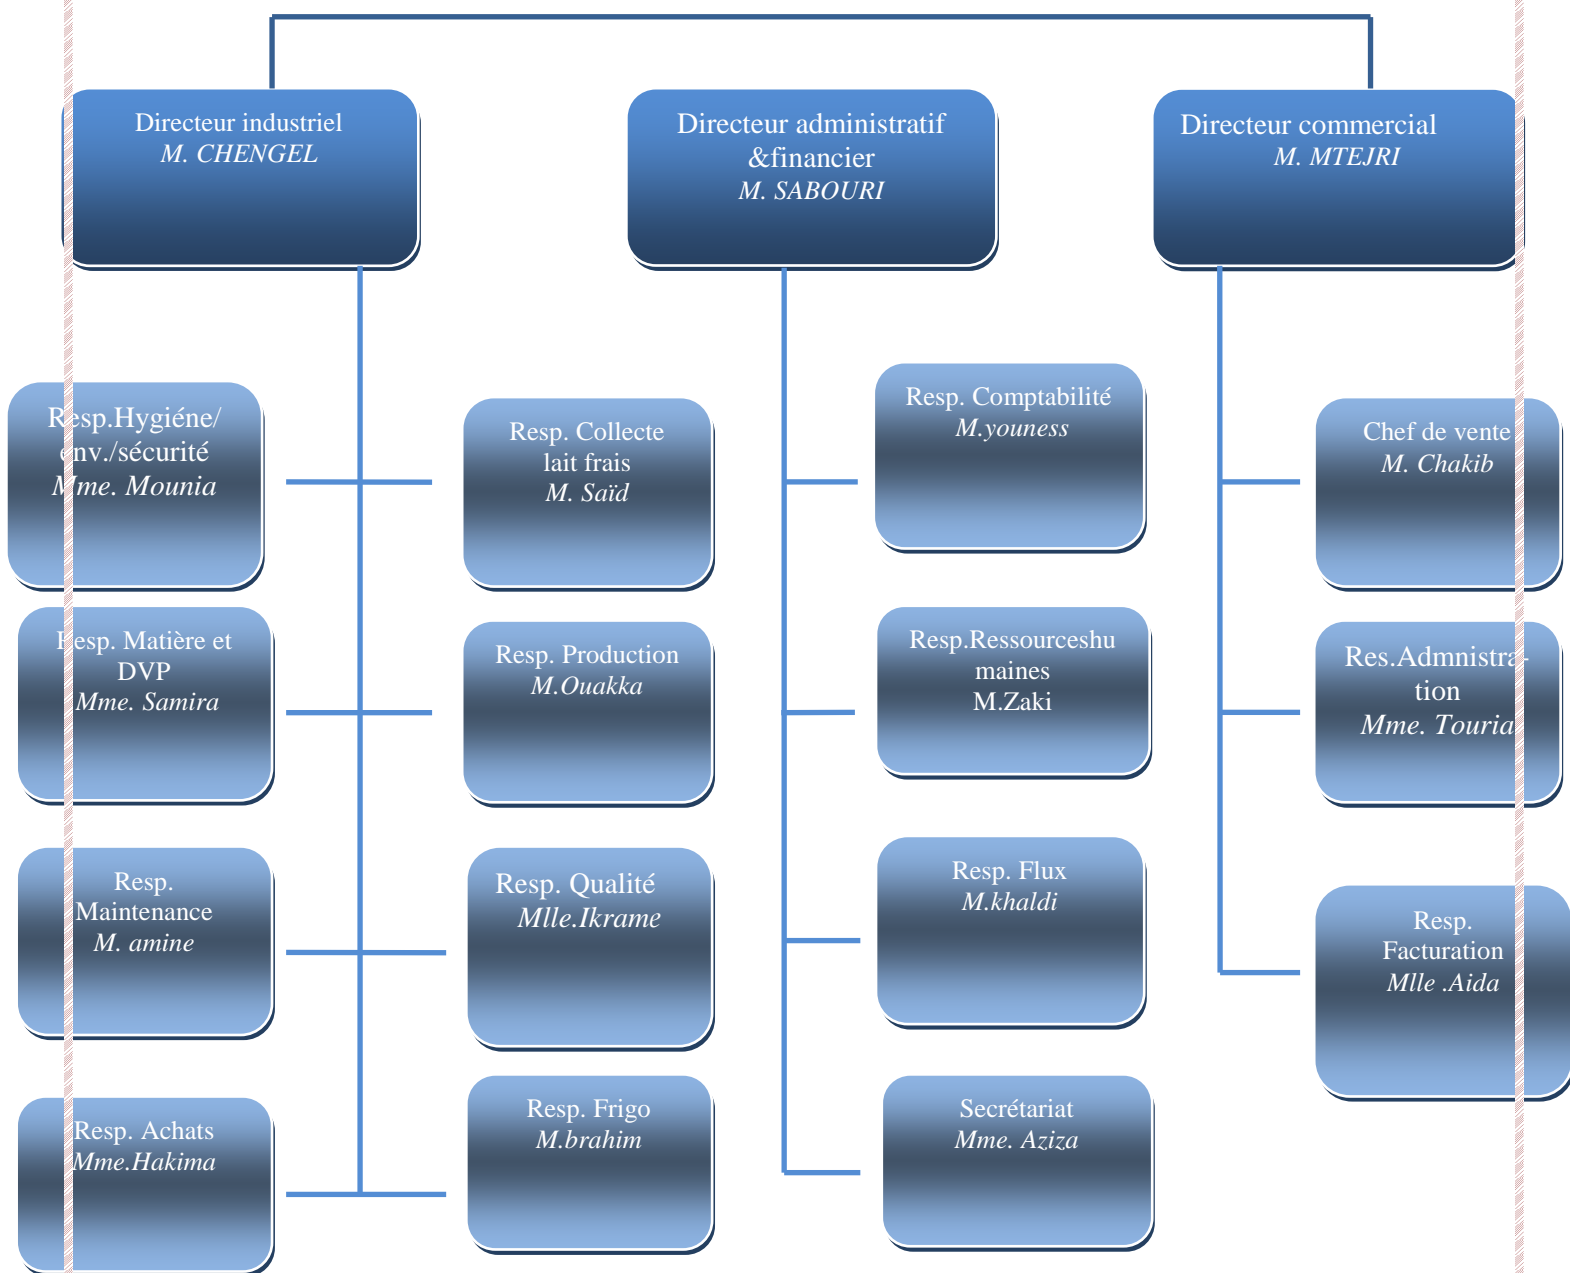 Directeur industriel
M. CHENGEL
Directeur administratif
&financier
M. SABOURI
Directeur commercial
M. MTEJRI
Resp.Hygiéne/
env./sécurité
Mme. Mounia
Resp. Collecte
lait frais
M. Saïd
Resp. Comptabilité
M.youness
Chef de vente
M. Chakib
Resp. Matière et
DVP
Mme. Samira
Resp. Production
M.Ouakka
Resp.Ressourceshu
maines
M.Zaki
Res.Admnistra-
tion
Mme. Touria
Resp.
Maintenance
M. amine
Resp. Qualité
Mlle.Ikrame
Resp. Flux
M.khaldi
Resp.
Facturation
Mlle .Aida
Resp. Achats
Mme.Hakima
Resp. Frigo
M.brahim
Secrétariat
Mme. Aziza